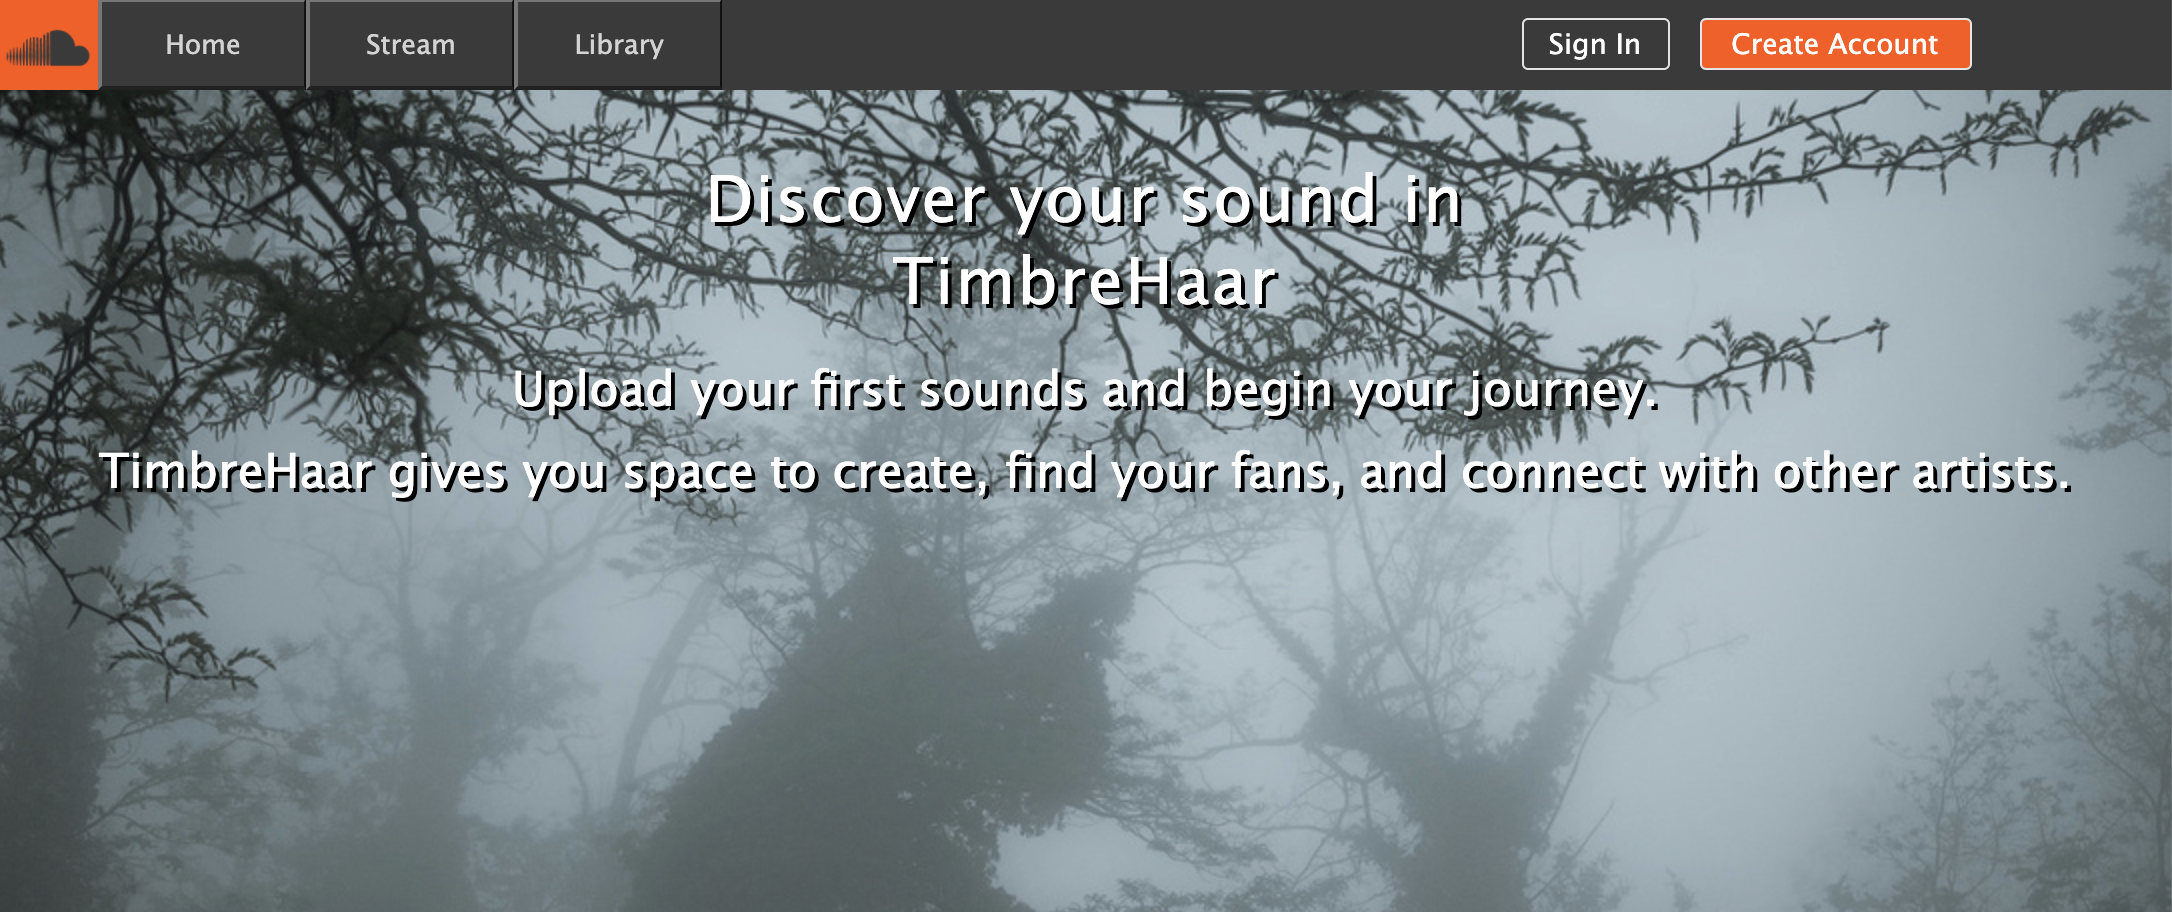 Home
Stream
Library
Sign In
Create Account
Discover your sound in
TimbreHaar
Upload your first sounds and begin your journey.
TimbreHaar gives you space to create, find your fans, and connect with other artists.